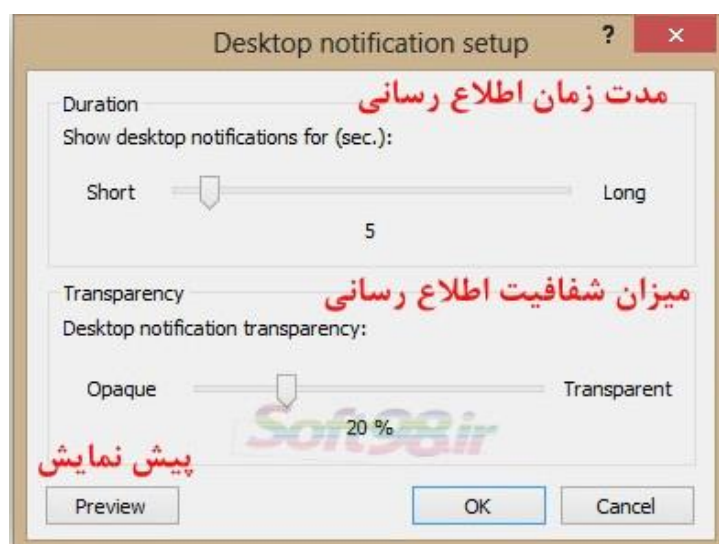 Desktop notification setup ? ×
مدت زمان اطلاع رسانی
Duration
Show desktop notifications for (sec.):
Short Long
5
میزان شفافیت اطلاع رسانی
Transparency
Desktop notification transparency:
Opaque Transparent
20 %
Soft98.ir
پیش نمایش
Preview OK Cancel